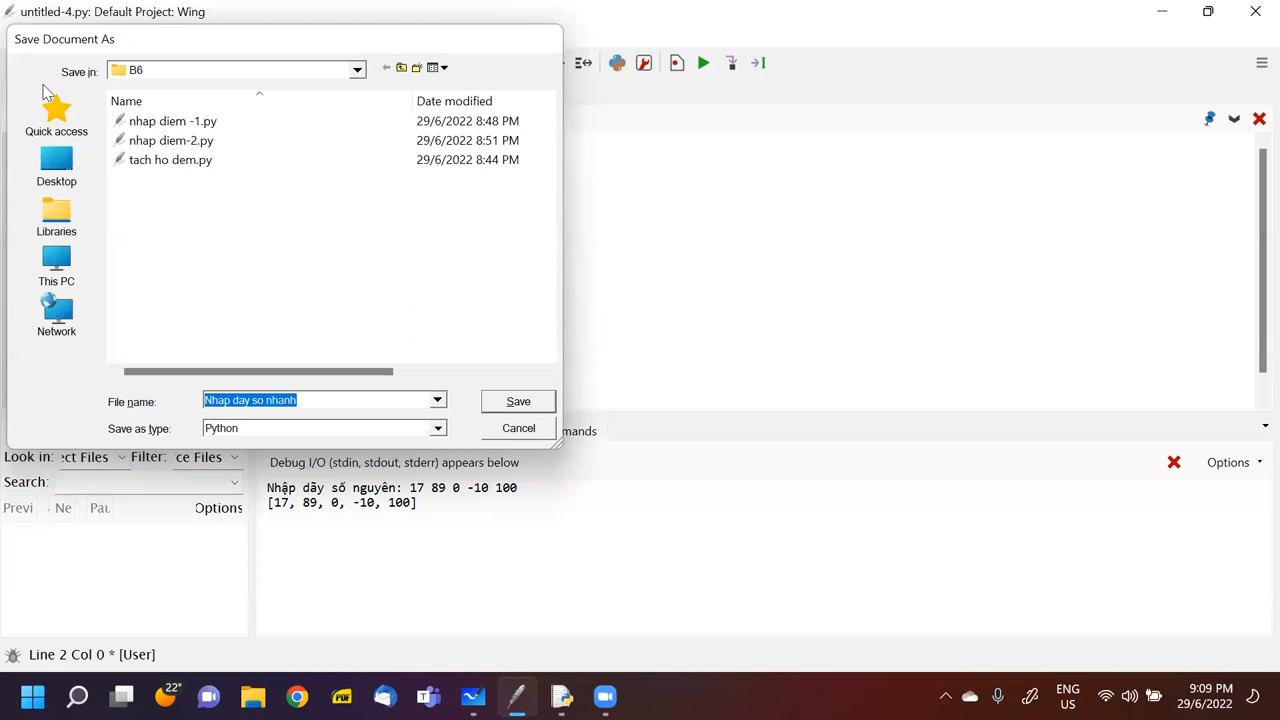 untitled-4.py: Default Project: Wing
Save Document As
Save in: B6
Name Date modified
nhap diem -1.py 29/6/2022 8:48 PM
nhap diem-2.py 29/6/2022 8:51 PM
tach ho dem.py 29/6/2022 8:44 PM
Quick access
Desktop
Libraries
This PC
Network
File name: Nhap day so nhanh Save
Save as type: Python Cancel
mands
Look in: ect Files Filter: ce Files
Search:
Previ Ne Pau Options
Debug I/O (stdin, stdout, stderr) appears below Options
Nhập dãy số nguyên: 17 89 0 -10 100
[17, 89, 0, -10, 100]
Line 2 Col 0 * [User]
22°
PDF
ENG
US
9:09 PM
29/6/2022